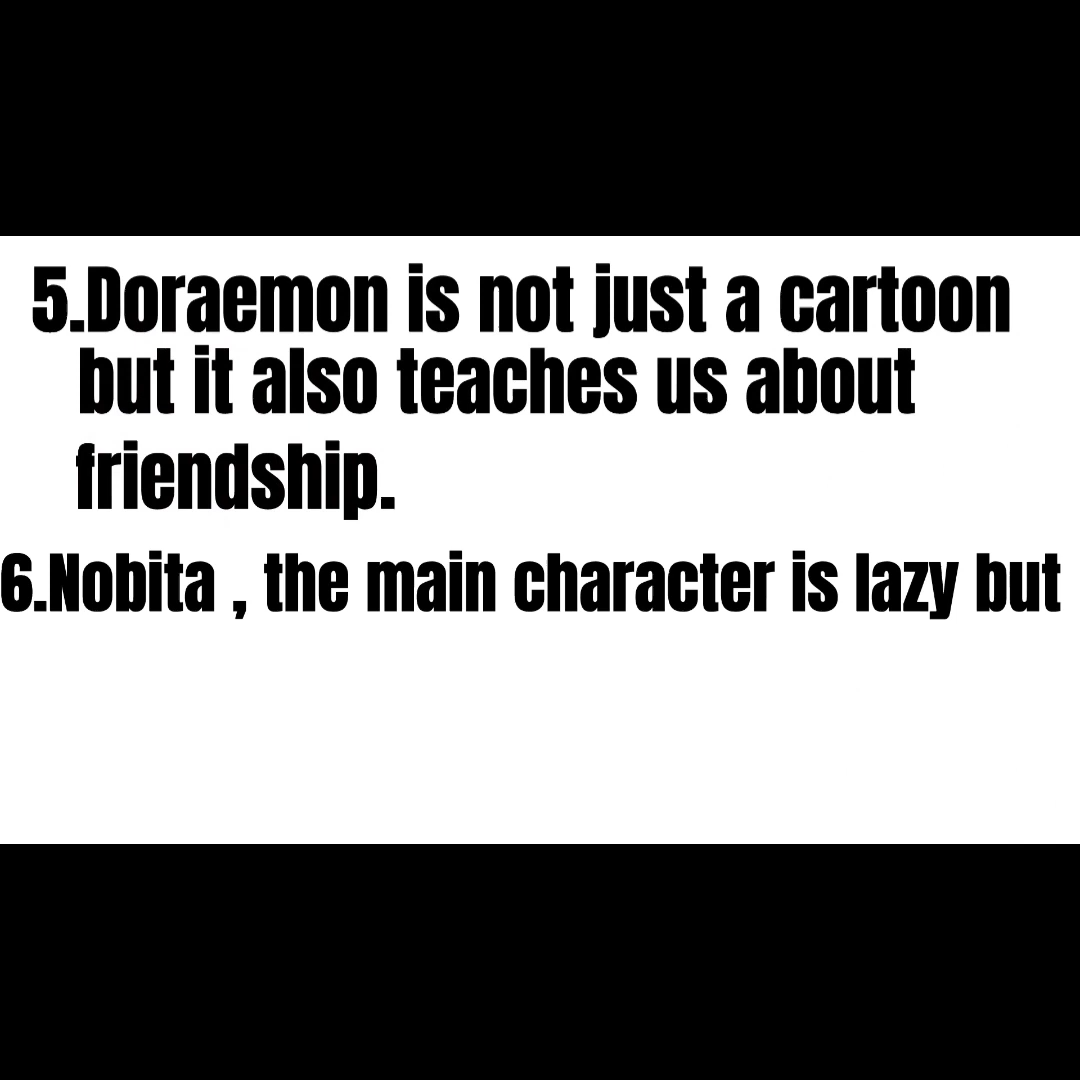 5.Doraemon is not just a cartoon
but it also teaches us about
friendship.
6.Nobita , the main character is lazy but